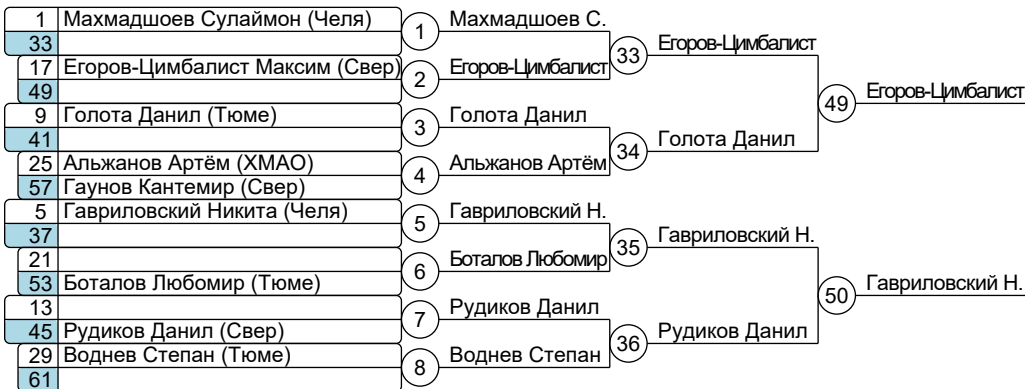 1 Махмадшоев Сулаймон (Челя) 1 Махмадшоев С.
33 33 Егоров-Цимбалист
17 Егоров-Цимбалист Максим (Свер) 2 Егоров-Цимбалист
49 49 Егоров-Цимбалист
9 Голота Данил (Тюме) 3 Голота Данил
41 34 Голота Данил
25 Альжанов Артём (ХМАО) 4 Альжанов Артём
57 Гаунов Кантемир (Свер)
5 Гавриловский Никита (Челя) 5 Гавриловский Н.
37 35 Гавриловский Н.
21 6 Боталов Любомир
53 Боталов Любомир (Тюме) 50 Гавриловский Н.
13 7 Рудиков Данил
45 Рудиков Данил (Свер) 36 Рудиков Данил
29 Воднев Степан (Тюме) 8 Воднев Степан
61